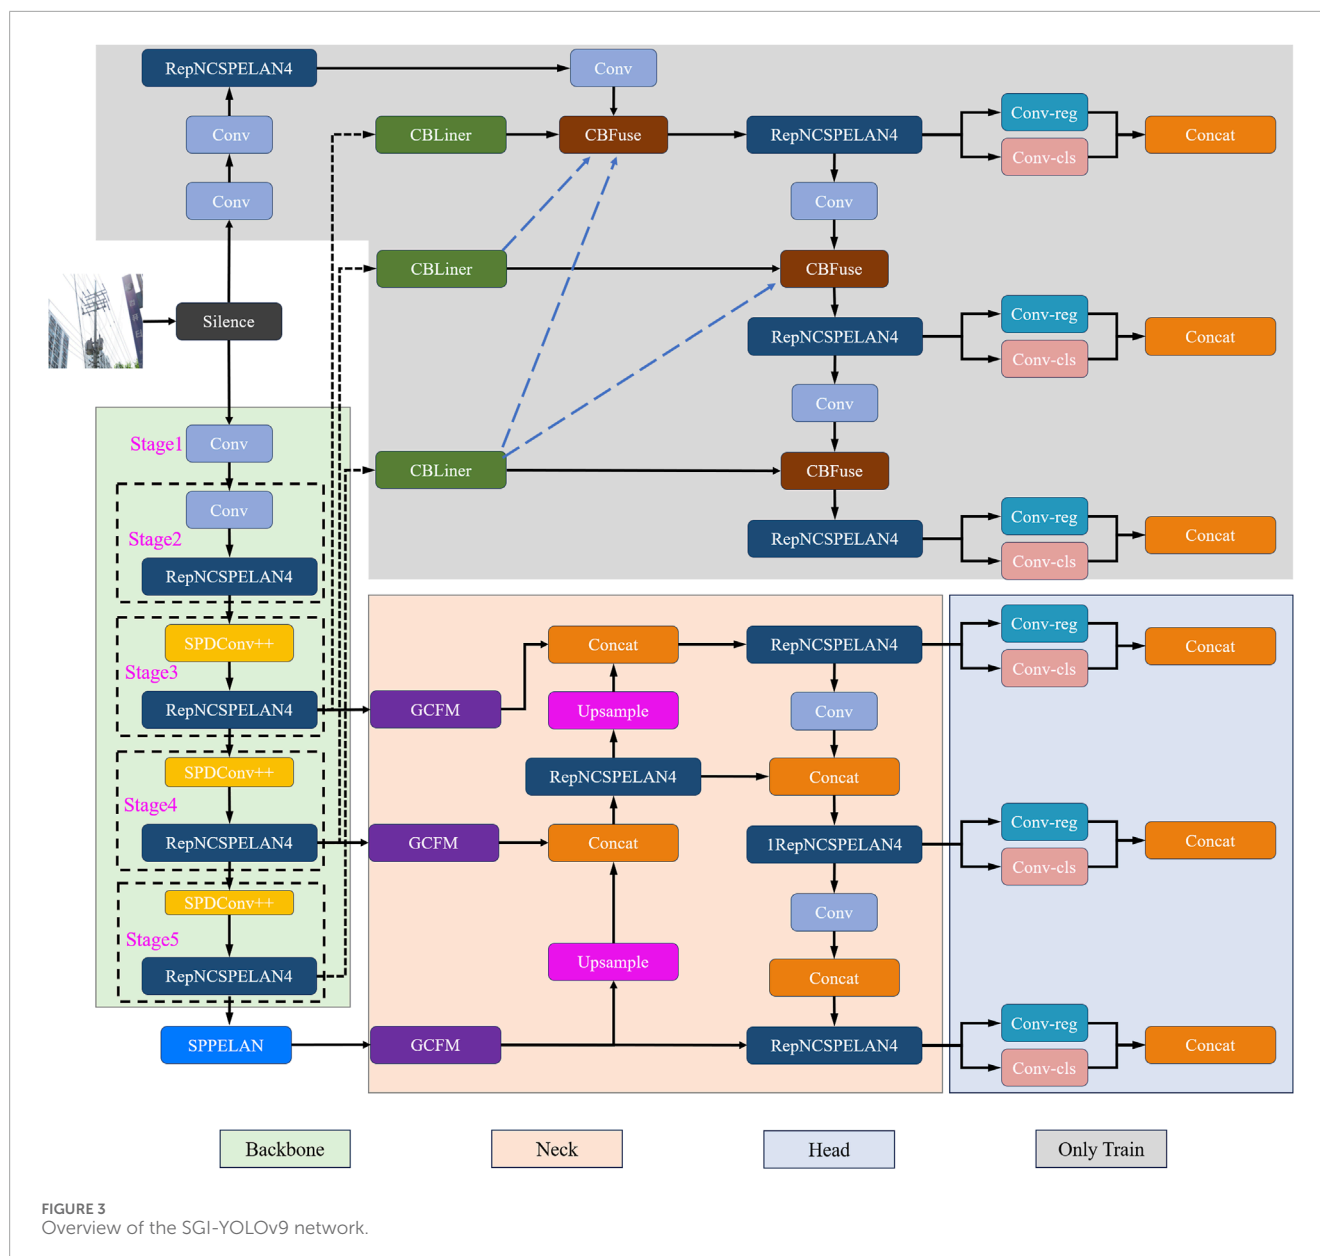 RepNCSPELAN4
Conv
Conv
CBLiner
CBFuse
RepNCSPELAN4
Conv-reg
Conv-cls
Concat
Conv
Conv
CBLiner
CBFuse
Silence
RepNCSPELAN4
Conv-reg
Conv-cls
Concat
Conv
CBLiner
CBFuse
RepNCSPELAN4
Conv-reg
Conv-cls
Concat
Stage1
Conv
Conv
Stage2
RepNCSPELAN4
SPDConv++
Stage3
RepNCSPELAN4
SPDConv++
Stage4
RepNCSPELAN4
SPDConv++
Stage5
RepNCSPELAN4
SPPELAN
GCFM
Concat
Upsample
RepNCSPELAN4
GCFM
Concat
Upsample
GCFM
RepNCSPELAN4
Conv
Concat
1RepNCSPELAN4
Conv
Concat
RepNCSPELAN4
Conv-reg
Conv-cls
Concat
Conv-reg
Conv-cls
Concat
Conv-reg
Conv-cls
Concat
Backbone
Neck
Head
Only Train
FIGURE 3
Overview of the SGI-YOLOv9 network.